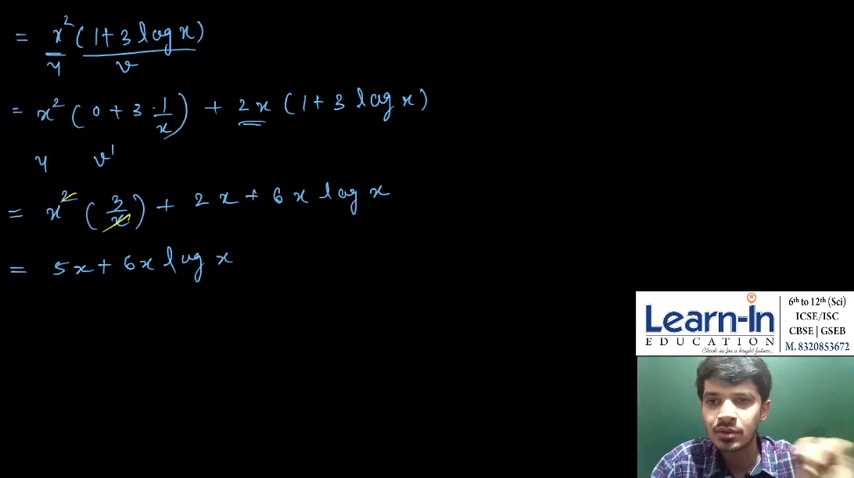 = x² (1 + 3 log x)
u v
= x² (0 + 3 · 1/x) + 2x (1 + 3 log x)
u v'
= x² (3/x) + 2x + 6x log x
= 5x + 6x log x
Learn-In
EDUCATION
6th to 12th (Sci)
ICSE/ISC
CBSE | GSEB
M. 8320853672